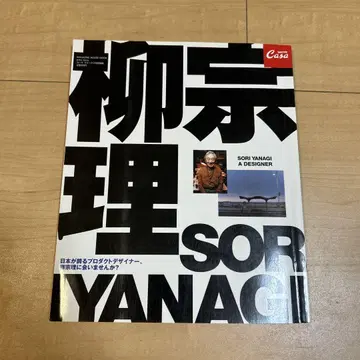 Casa
柳宗理
SORI YANAGI
A DESIGNER
日本が誇るプロダクトデザイナー、
柳宗理に会いませんか?
SORI
YANAGI